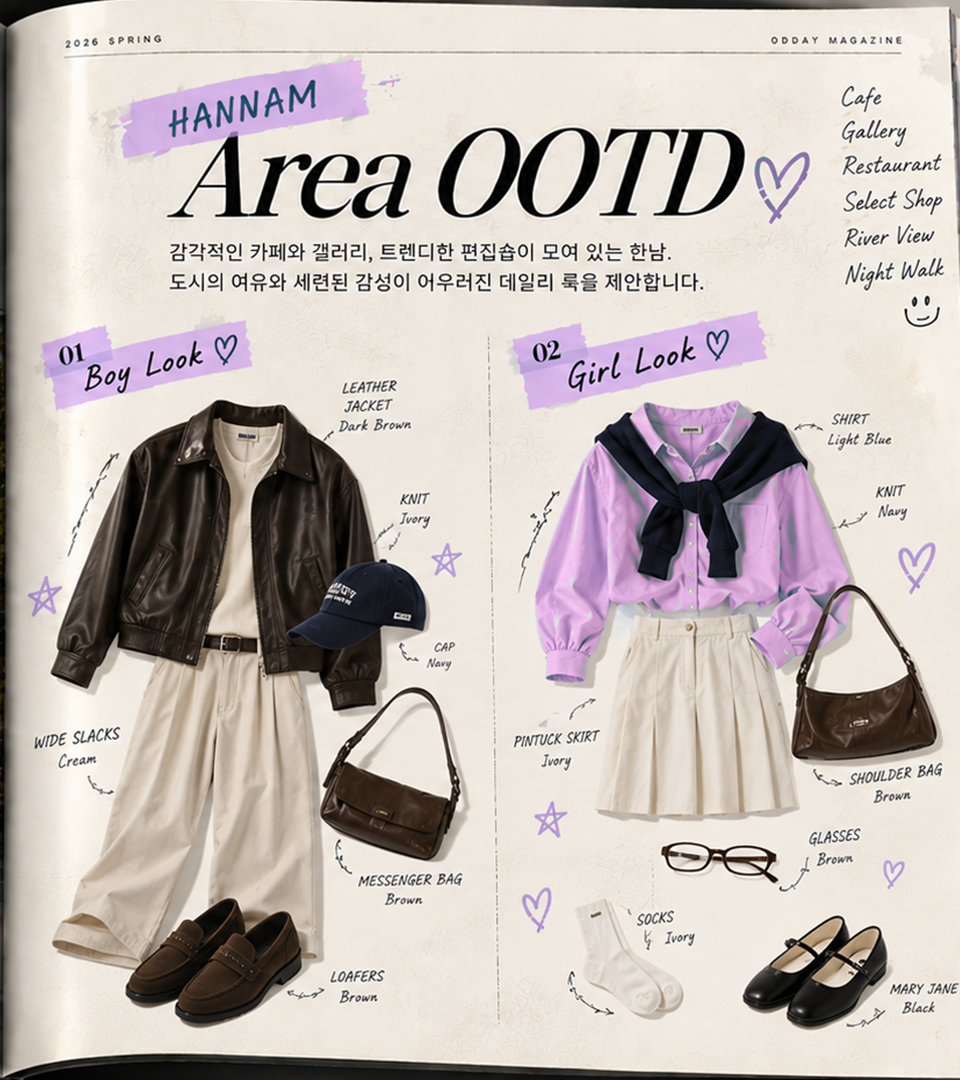 2026 SPRING
ODDAY MAGAZINE
HANNAM
Area OOTD
감각적인 카페와 갤러리, 트렌디한 편집숍이 모여 있는 한남.
도시의 여유와 세련된 감성이 어우러진 데일리 룩을 제안합니다.
Cafe
Gallery
Restaurant
Select Shop
River View
Night Walk
01
Boy Look
LEATHER
JACKET
Dark Brown
KNIT
Ivory
CAP
Navy
WIDE SLACKS
Cream
MESSENGER BAG
Brown
LOAFERS
Brown
02
Girl Look
SHIRT
Light Blue
KNIT
Navy
PINTUCK SKIRT
Ivory
SHOULDER BAG
Brown
GLASSES
Brown
SOCKS
Ivory
MARY JANE
Black